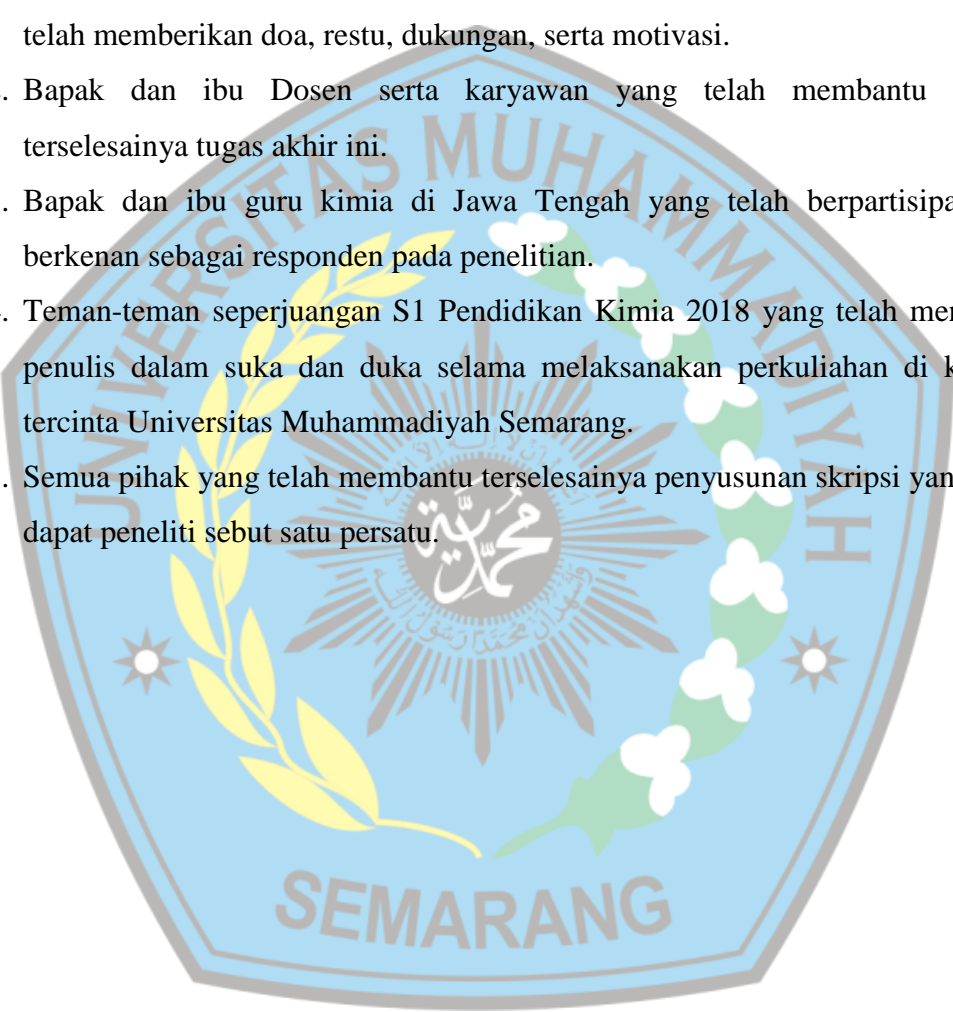 telah memberikan doa, restu, dukungan, serta motivasi.
. Bapak dan ibu Dosen serta karyawan yang telah membantu
terselesainya tugas akhir ini.
. Bapak dan ibu guru kimia di Jawa Tengah yang telah berpartisipa
berkenan sebagai responden pada penelitian.
. Teman-teman seperjuangan S1 Pendidikan Kimia 2018 yang telah
penulis dalam suka dan duka selama melaksanakan perkuliahan di
tercinta Universitas Muhammadiyah Semarang.
. Semua pihak yang telah membantu terselesainya penyusunan skripsi yan
dapat peneliti sebut satu persatu.
UNIVERSITAS MUHAMMADIYAH
محمدية
SEMARANG